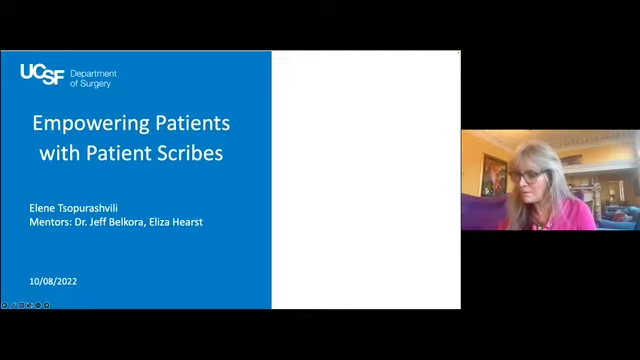 UCSF Department
of Surgery
Empowering Patients
with Patient Scribes
Elene Tsopurashvili
Mentors: Dr. Jeff Belkora, Eliza Hearst
10/08/2022